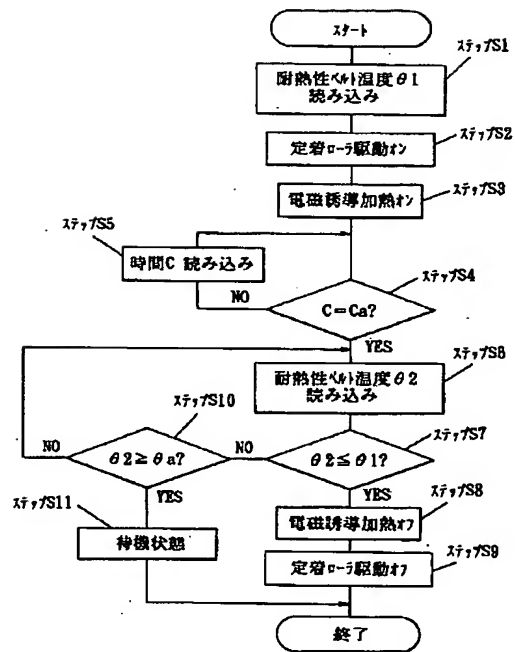 スタート
ステップS1
耐熱性ベルト温度θ1
読み込み
ステップS2
定着ローラ駆動オン
ステップS3
電磁誘導加熱オン
ステップS5
時間C 読み込み
ステップS4
NO
C=Ca?
YES
ステップS6
耐熱性ベルト温度θ2
読み込み
ステップS10
ステップS7
NO
θ2≧θa?
NO
θ2≦θ1?
ステップS11
YES
YES
ステップS8
待機状態
電磁誘導加熱オフ
ステップS9
定着ローラ駆動オフ
終了